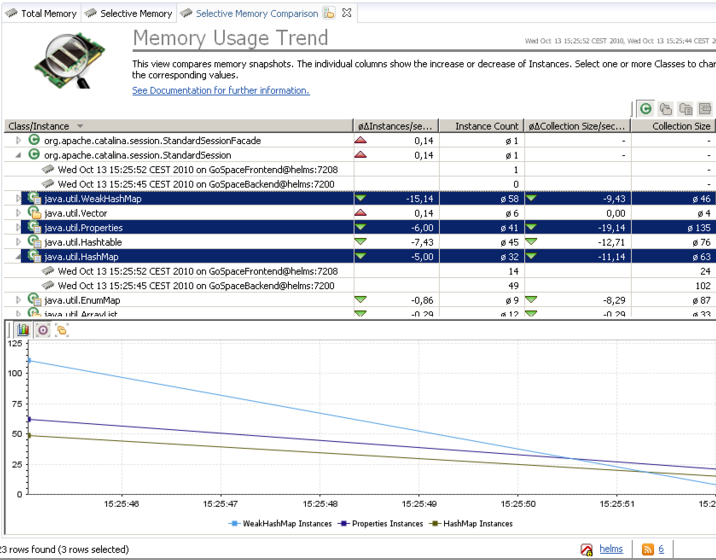 Total Memory Selective Memory Selective Memory Comparison
Memory Usage Trend
Wed Oct 13 15:25:52 CEST 2010, Wed Oct 13 15:25:44 CEST 2
This view compares memory snapshots. The individual columns show the increase or decrease of Instances. Select one or more Classes to char
the corresponding values.
See Documentation for further information.
Class/Instance øΔInstances/se... Instance Count øΔCollection Size/sec... Collection Size
org.apache.catalina.session.StandardSessionFacade 0,14 ø 1 - -
org.apache.catalina.session.StandardSession 0,14 ø 1 - -
Wed Oct 13 15:25:52 CEST 2010 on GoSpaceFrontend@helms:7208 1 -
Wed Oct 13 15:25:45 CEST 2010 on GoSpaceBackend@helms:7200 0 -
java.util.WeakHashMap -15,14 ø 58 -9,43 ø 46
java.util.Vector 0,14 ø 6 0,00 ø 4
java.util.Properties -6,00 ø 41 -19,14 ø 135
java.util.Hashtable -7,43 ø 45 -12,71 ø 76
java.util.HashMap -5,00 ø 32 -11,14 ø 63
Wed Oct 13 15:25:52 CEST 2010 on GoSpaceFrontend@helms:7208 14 24
Wed Oct 13 15:25:45 CEST 2010 on GoSpaceBackend@helms:7200 49 102
java.util.EnumMap -0,86 ø 9 -8,29 ø 87
java.util.ArrayList -0,29 ø 12 -0,29 ø 33
125
100
75
50
25
0
15:25:46 15:25:47 15:25:48 15:25:49 15:25:50 15:25:51 15:2
WeakHashMap Instances Properties Instances HashMap Instances
23 rows found (3 rows selected) helms 6